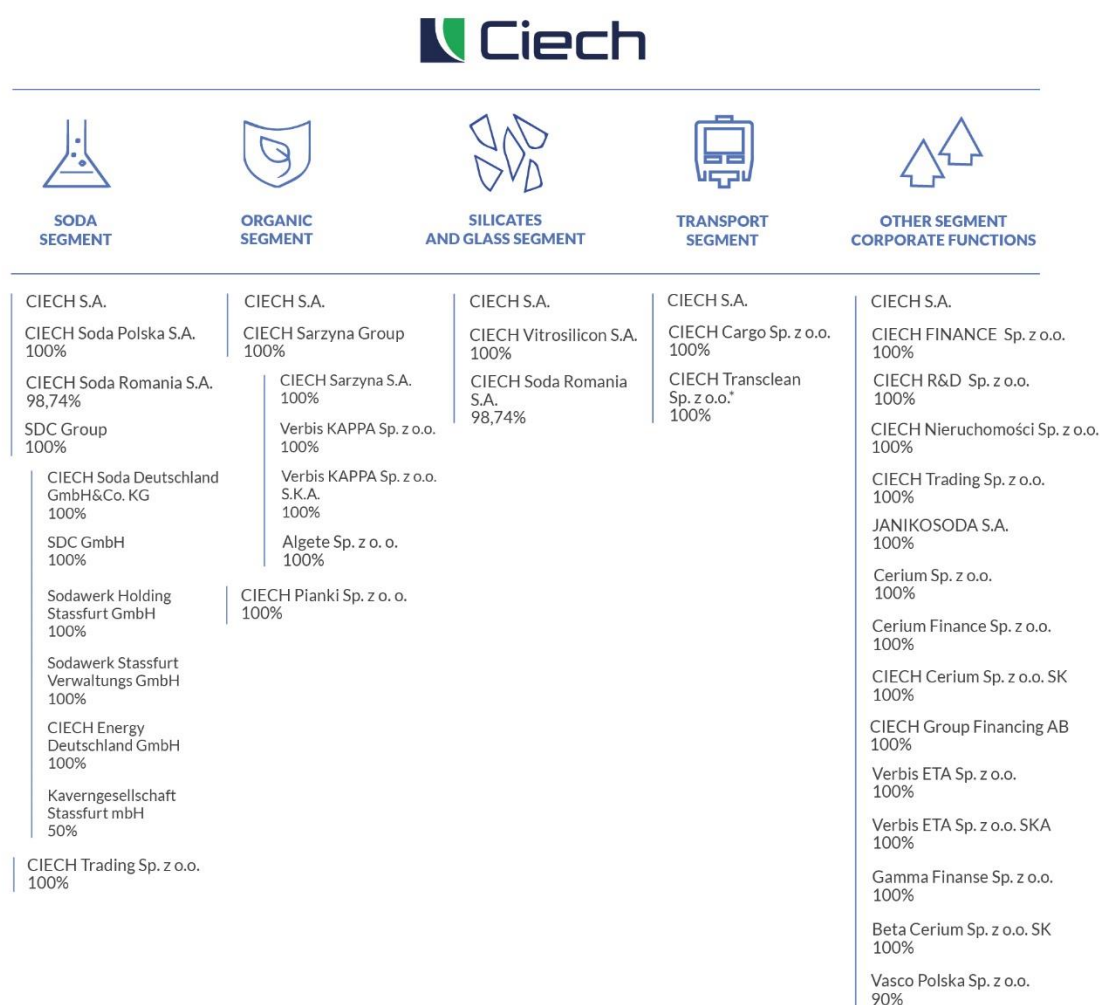 Ciech
SODA
SEGMENT
ORGANIC
SEGMENT
SILICATES
AND GLASS SEGMENT
TRANSPORT
SEGMENT
OTHER SEGMENT
CORPORATE FUNCTIONS
CIECH S.A.
CIECH Soda Polska S.A.
100%
CIECH Soda Romania S.A.
98,74%
SDC Group
100%
CIECH Soda Deutschland
GmbH&Co. KG
100%
SDC GmbH
100%
Sodawerk Holding
Stassfurt GmbH
100%
Sodawerk Stassfurt
Verwaltungs GmbH
100%
CIECH Energy
Deutschland GmbH
100%
Kaverngesellschaft
Stassfurt mbH
50%
CIECH Trading Sp. z o.o.
100%
CIECH S.A.
CIECH Sarzyna Group
100%
CIECH Sarzyna S.A.
100%
Verbis KAPPA Sp. z o.o.
100%
Verbis KAPPA Sp. z o.o.
S.K.A.
100%
Algete Sp. z o. o.
100%
CIECH Pianki Sp. z o. o.
100%
CIECH S.A.
CIECH Vitrosilicon S.A.
100%
CIECH Soda Romania
S.A.
98,74%
CIECH S.A.
CIECH Cargo Sp. z o.o.
100%
CIECH Transclean
Sp. z o.o.*
100%
CIECH S.A.
CIECH FINANCE Sp. z o.o.
100%
CIECH R&D Sp. z o.o.
100%
CIECH Nieruchomości Sp. z o.o.
100%
CIECH Trading Sp. z o.o.
100%
JANIKOSODA S.A.
100%
Cerium Sp. z o.o.
100%
Cerium Finance Sp. z o.o.
100%
CIECH Cerium Sp. z o.o. SK
100%
CIECH Group Financing AB
100%
Verbis ETA Sp. z o.o.
100%
Verbis ETA Sp. z o.o. SKA
100%
Gamma Finanse Sp. z o.o.
100%
Beta Cerium Sp. z o.o. SK
100%
Vasco Polska Sp. z o.o.
90%